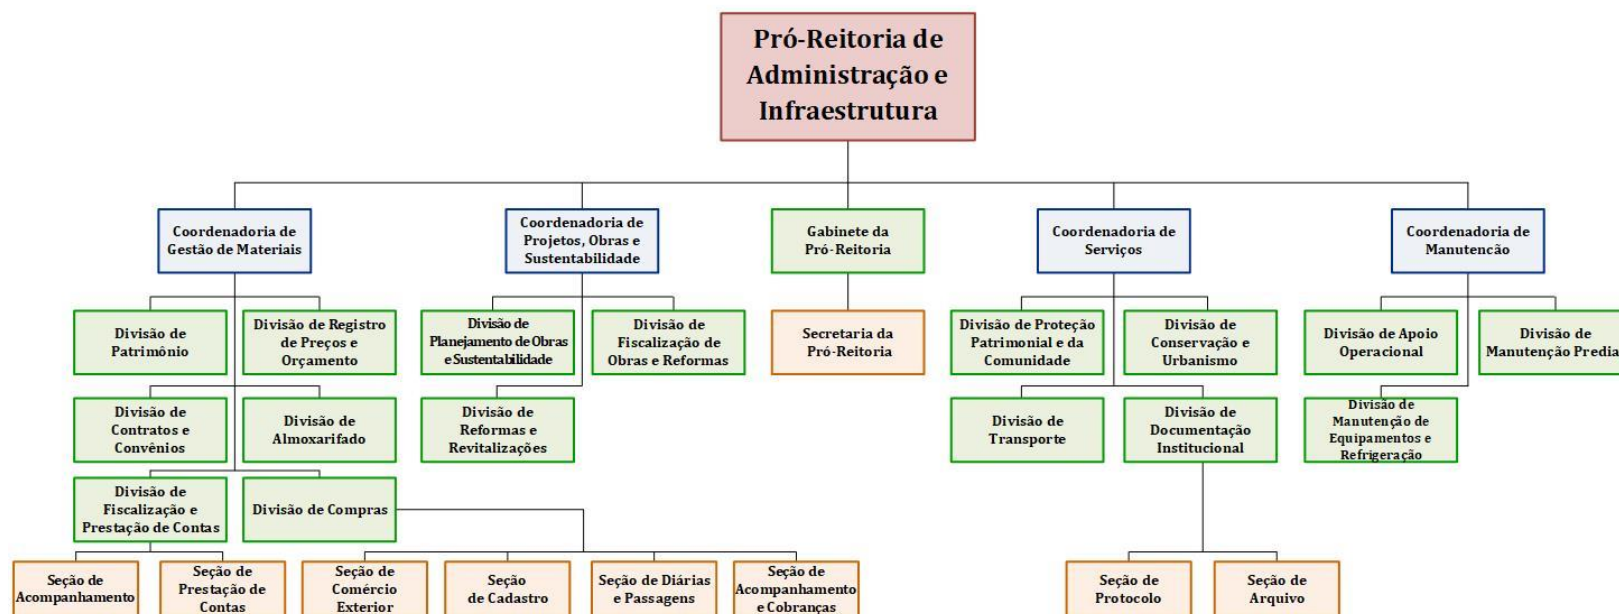 Pró-Reitoria de
Administração e
Infraestrutura
Coordenadoria de
Gestão de Materiais
Coordenadoria de
Projetos, Obras e
Sustentabilidade
Gabinete da
Pró-Reitoria
Coordenadoria de
Serviços
Coordenadoria de
Manutencão
Divisão de
Patrimônio
Divisão de Registro
de Preços e
Orçamento
Divisão de
Planejamento de Obras
e Sustentabilidade
Divisão de
Fiscalização de
Obras e Reformas
Secretaria da
Pró-Reitoria
Divisão de Proteção
Patrimonial e da
Comunidade
Divisão de
Conservação e
Urbanismo
Divisão de Apoio
Operacional
Divisão de
Manutenção Predia
Divisão de
Contratos e
Convênios
Divisão de
Almoxarifado
Divisão de
Reformas e
Revitalizações
Divisão de
Transporte
Divisão de
Documentação
Institucional
Divisão de
Manutenção de
Equipamentos e
Refrigeração
Divisão de
Fiscalização e
Prestação de Contas
Divisão de Compras
Seção de
Acompanhamento
Seção de
Prestação de
Contas
Seção de
Comércio
Exterior
Seção
de Cadastro
Seção de Diárias
e Passagens
Seção de
Acompanhamento
e Cobranças
Seção de
Protocolo
Seção de
Arquivo